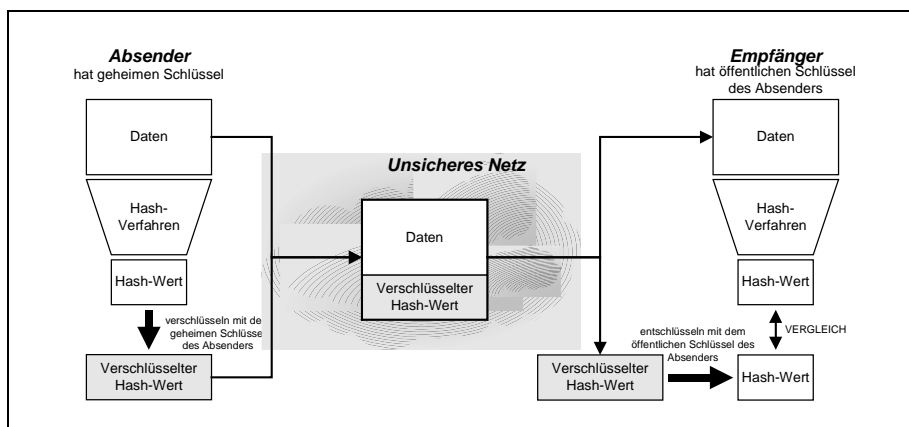 Absender
hat geheimen Schlüssel
Daten
Hash-
Verfahren
Hash-Wert
verschlüsseln mit de
geheimen Schlüsse
des Absenders
Verschlüsselter
Hash-Wert
Unsicheres Netz
Daten
Verschlüsselter
Hash-Wert
Empfänger
hat öffentlichen Schlüssel
des Absenders
Daten
Hash-
Verfahren
Hash-Wert
VERGLEICH
entschlüsseln mit dem
öffentlichen Schlüssel des
Absenders
Verschlüsselter
Hash-Wert
Hash-Wert